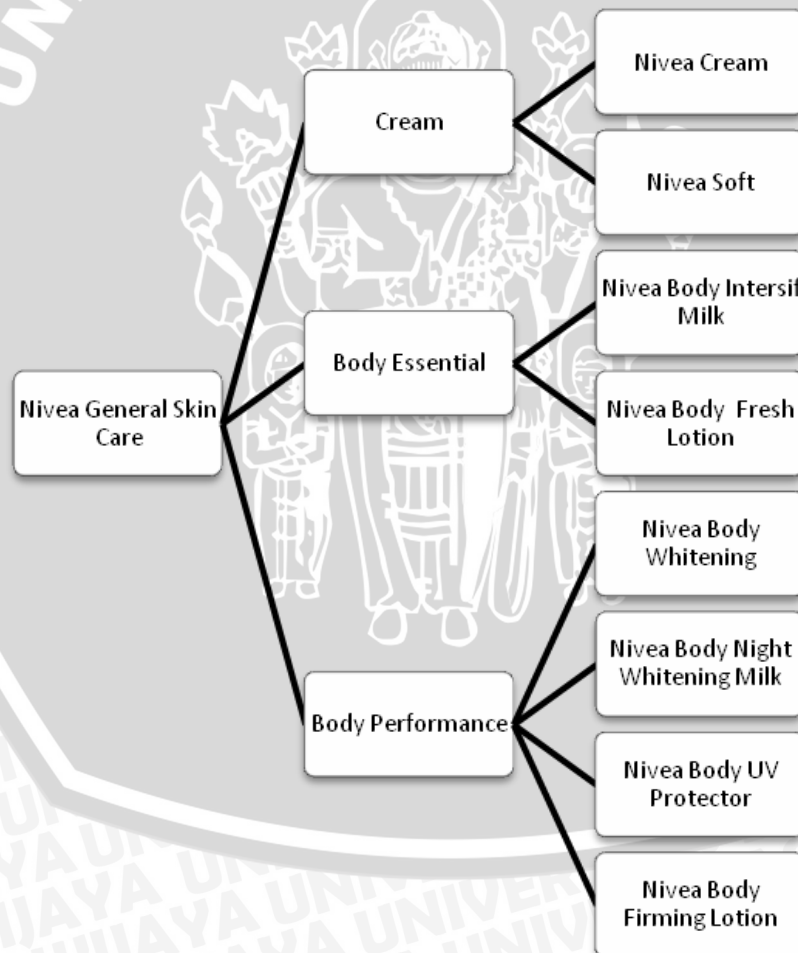 Nivea General Skin
Care
Cream
Nivea Cream
Nivea Soft
Body Essential
Nivea Body Intersif
Milk
Nivea Body Fresh
Lotion
Body Performance
Nivea Body
Whitening
Nivea Body Night
Whitening Milk
Nivea Body UV
Protector
Nivea Body
Firming Lotion